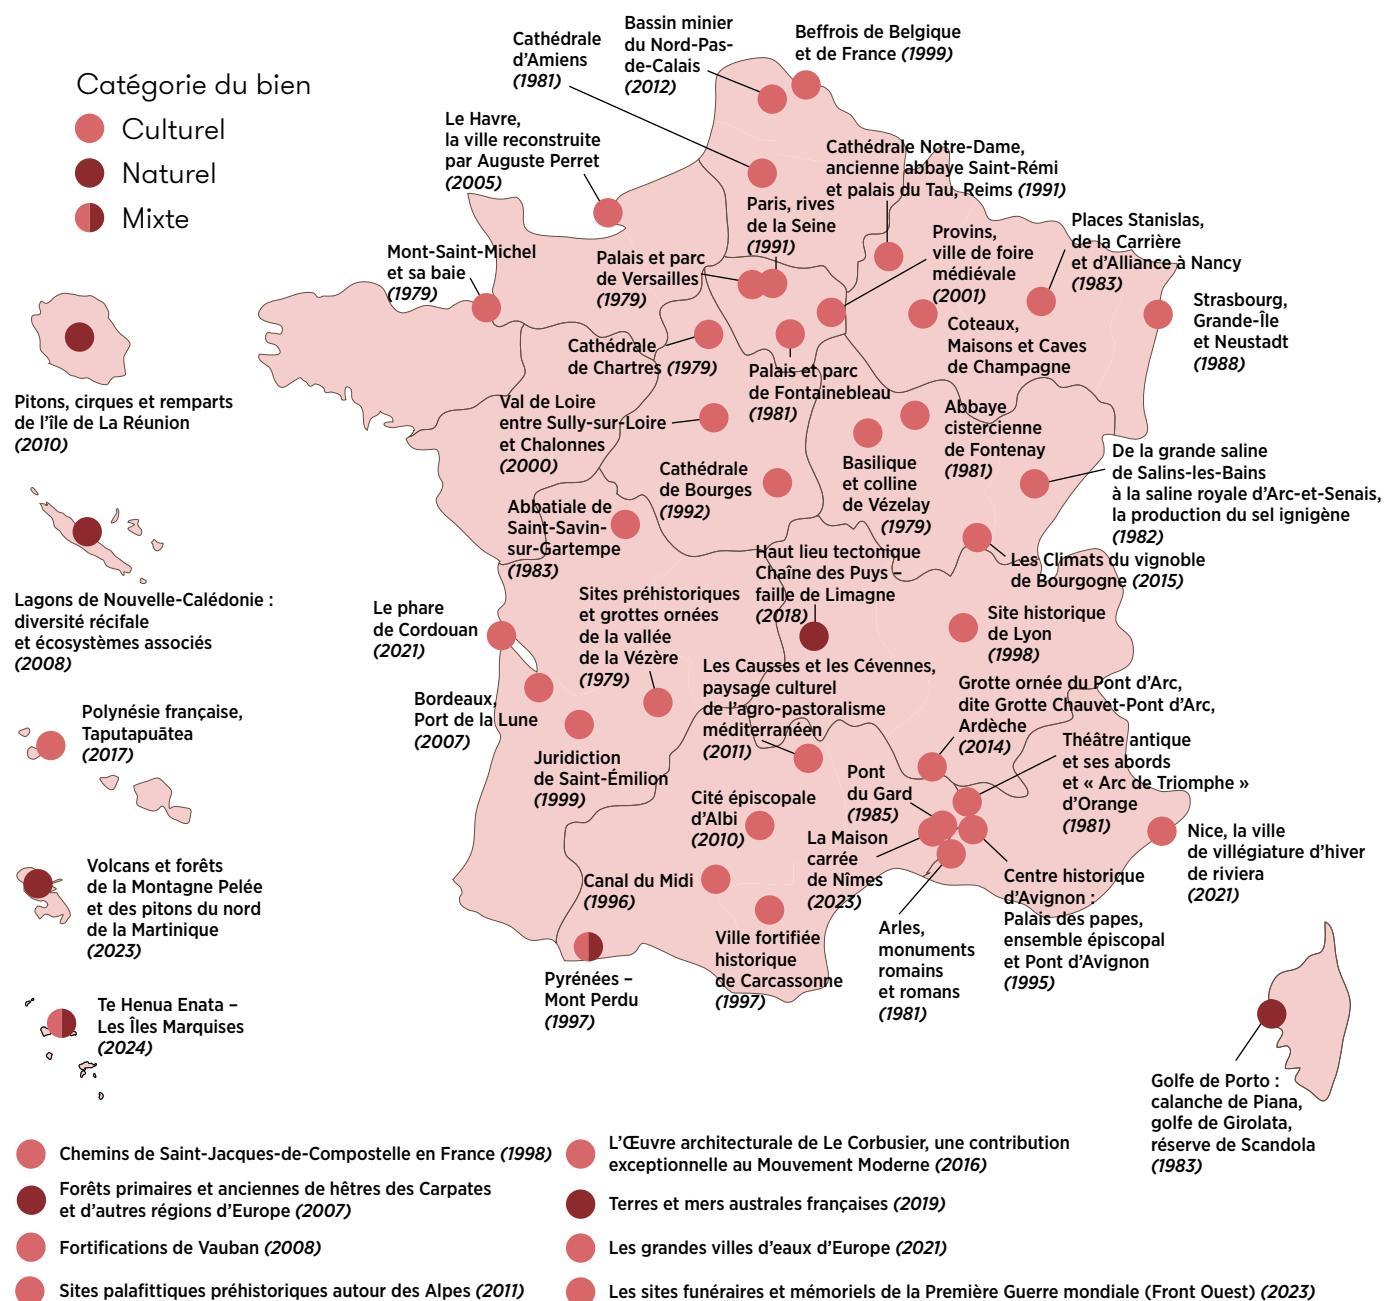 Catégorie du bien
Culturel
Naturel
Mixte
Cathédrale
d’Amiens
(1981)
Bassin minier
du Nord-Pas-
de-Calais
(2012)
Beffrois de Belgique
et de France (1999)
Le Havre,
la ville reconstruite
par Auguste Perret
(2005)
Cathédrale Notre-Dame,
ancienne abbaye Saint-Rémi
et palais du Tau, Reims (1991)
Paris, rives
de la Seine
(1991)
Mont-Saint-Michel
et sa baie
(1979)
Palais et parc
de Versailles
(1979)
Provins,
ville de foire
médiévale
(2001)
Places Stanislas,
de la Carrière
et d’Alliance à Nancy
(1983)
Strasbourg,
Grande-Île
et Neustadt
(1988)
Coteaux,
Maisons et Caves
de Champagne
Cathédrale
de Chartres (1979)
Palais et parc
de Fontainebleau
(1981)
Pitons, cirques et remparts
de l’île de La Réunion
(2010)
Val de Loire
entre Sully-sur-Loire
et Chalonnes
(2000)
Abbaye
cistercienne
de Fontenay
(1981)
Cathédrale
de Bourges
(1992)
Basilique
et colline
de Vézelay
(1979)
De la grande saline
de Salins-les-Bains
à la saline royale d’Arc-et-Senais,
la production du sel ignigène
(1982)
Abbatiale de
Saint-Savin-
sur-Gartempe
(1983)
Haut lieu tectonique
Chaîne des Puys –
faille de Limagne
(2018)
Les Climats du vignoble
de Bourgogne (2015)
Lagons de Nouvelle-Calédonie :
diversité récifale
et écosystèmes associés
(2008)
Le phare
de Cordouan
(2021)
Sites préhistoriques
et grottes ornées
de la vallée
de la Vézère
(1979)
Site historique
de Lyon
(1998)
Les Causses et les Cévennes,
paysage culturel
de l’agro-pastoralisme
méditerranéen
(2011)
Grotte ornée du Pont d’Arc,
dite Grotte Chauvet-Pont d’Arc,
Ardèche
(2014)
Bordeaux,
Port de la Lune
(2007)
Polynésie française,
Taputapuātea
(2017)
Juridiction
de Saint-Émilion
(1999)
Théâtre antique
et ses abords
et « Arc de Triomphe »
d’Orange
(1981)
Pont
du Gard
(1985)
Cité épiscopale
d’Albi
(2010)
La Maison
carrée
de Nîmes
(2023)
Nice, la ville
de villégiature d’hiver
de riviera
(2021)
Volcans et forêts
de la Montagne Pelée
et des pitons du nord
de la Martinique
(2023)
Canal du Midi
(1996)
Centre historique
d’Avignon :
Palais des papes,
ensemble épiscopal
et Pont d’Avignon
(1995)
Ville fortifiée
historique
de Carcassonne
(1997)
Arles,
monuments
romains
et romans
(1981)
Pyrénées –
Mont Perdu
(1997)
Te Henua Enata –
Les Îles Marquises
(2024)
Golfe de Porto :
calanche de Piana,
golfe de Girolata,
réserve de Scandola
(1983)
Chemins de Saint-Jacques-de-Compostelle en France (1998)
Forêts primaires et anciennes de hêtres des Carpates
et d’autres régions d’Europe (2007)
Fortifications de Vauban (2008)
Sites palafittiques préhistoriques autour des Alpes (2011)
L’Œuvre architecturale de Le Corbusier, une contribution
exceptionnelle au Mouvement Moderne (2016)
Terres et mers australes françaises (2019)
Les grandes villes d’eaux d’Europe (2021)
Les sites funéraires et mémoriels de la Première Guerre mondiale (Front Ouest) (2023)